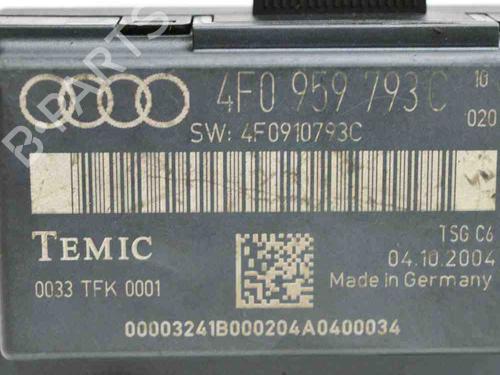 B-PARTS
4F0 959 793 C 10
020
SW: 4F0910793C
TEMIC
TSG C6
0033 TFK 0001
04.10.2004
Made in Germany
00003241B000204A0400034